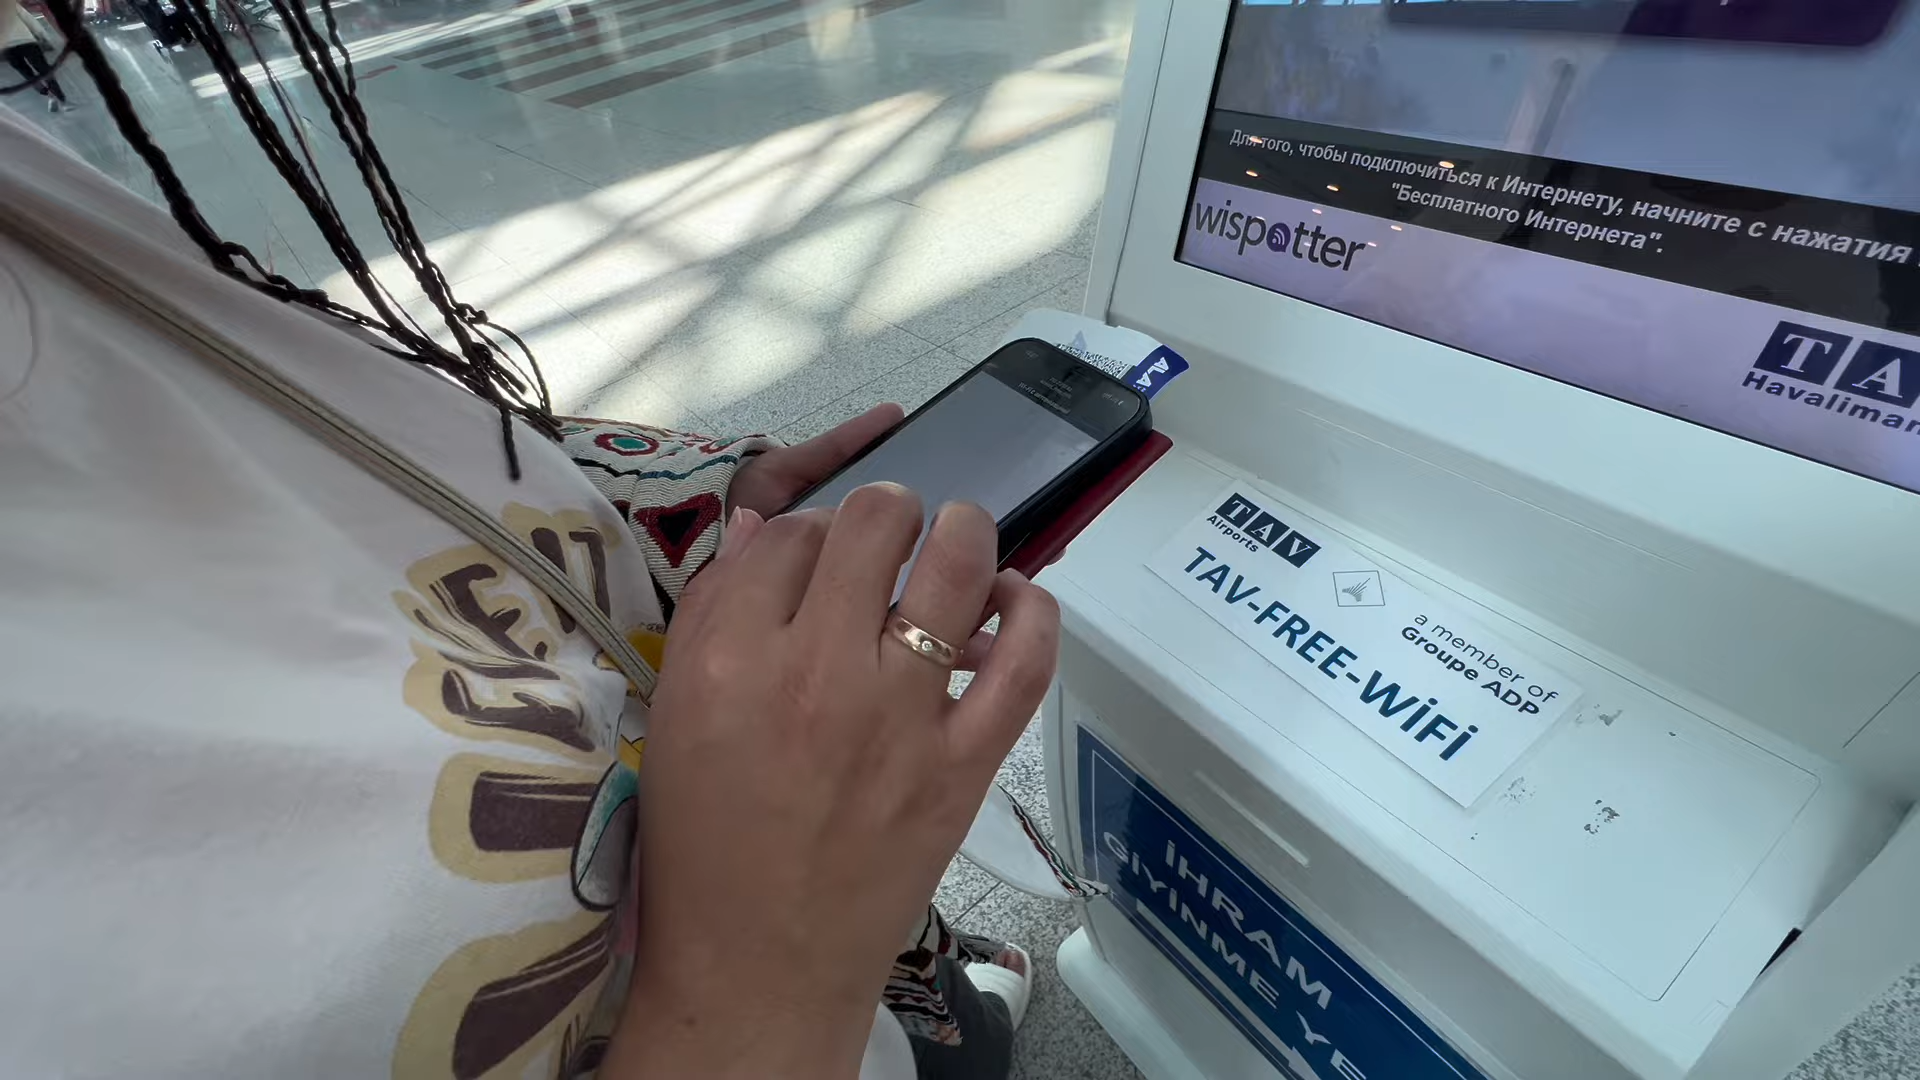 Для того, чтобы подключиться к Интернету, начните с нажатия
"Бесплатного Интернета".
wispotter
TAV
Havaliman
ALA
TAV
Airports
a member of
Groupe ADP
TAV-FREE-WiFi
İHRAM
GİYİNME YE